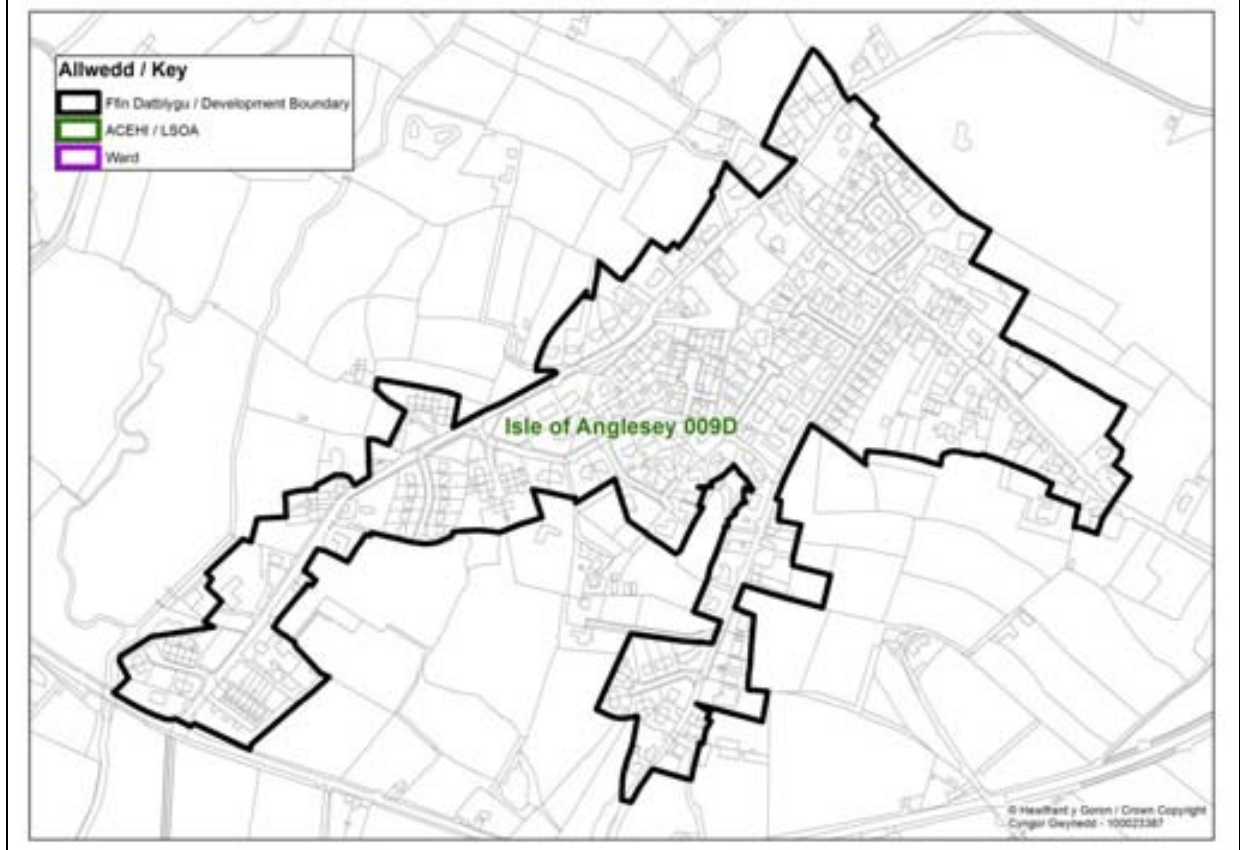 Allwedd / Key
Ffin Datblygu / Development Boundary
ACEHI / LSOA
Ward
Isle of Anglesey 009D
© Hawlfraint y Goron / Crown Copyright
Cyngor Gwynedd - 100023387